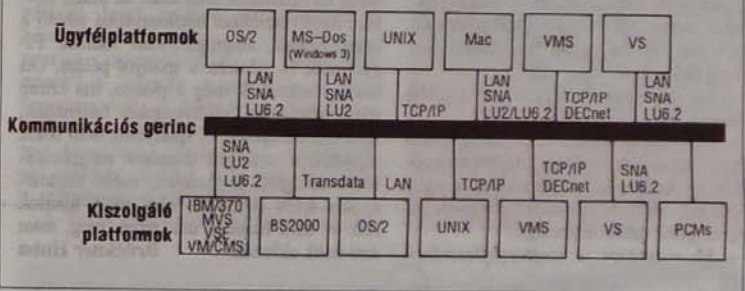 Ügyfélplatformok
OS/2
MS-Dos
(Windows 3)
UNIX
Mac
VMS
VS
LAN
SNA
LU6.2
LAN
SNA
LU2
TCP/IP
LAN
SNA
LU2/LU6.2
TCP/IP
DECnet
LAN
SNA
LU6.2
Kommunikációs gerinc
SNA
LU2
LU6.2
Transdata
LAN
TCP/IP
TCP/IP
DECnet
SNA
LU6.2
Kiszolgáló
platformok
IBM/370
MVS
VSE
VM/CMS
BS2000
OS/2
UNIX
VMS
VS
PCMs